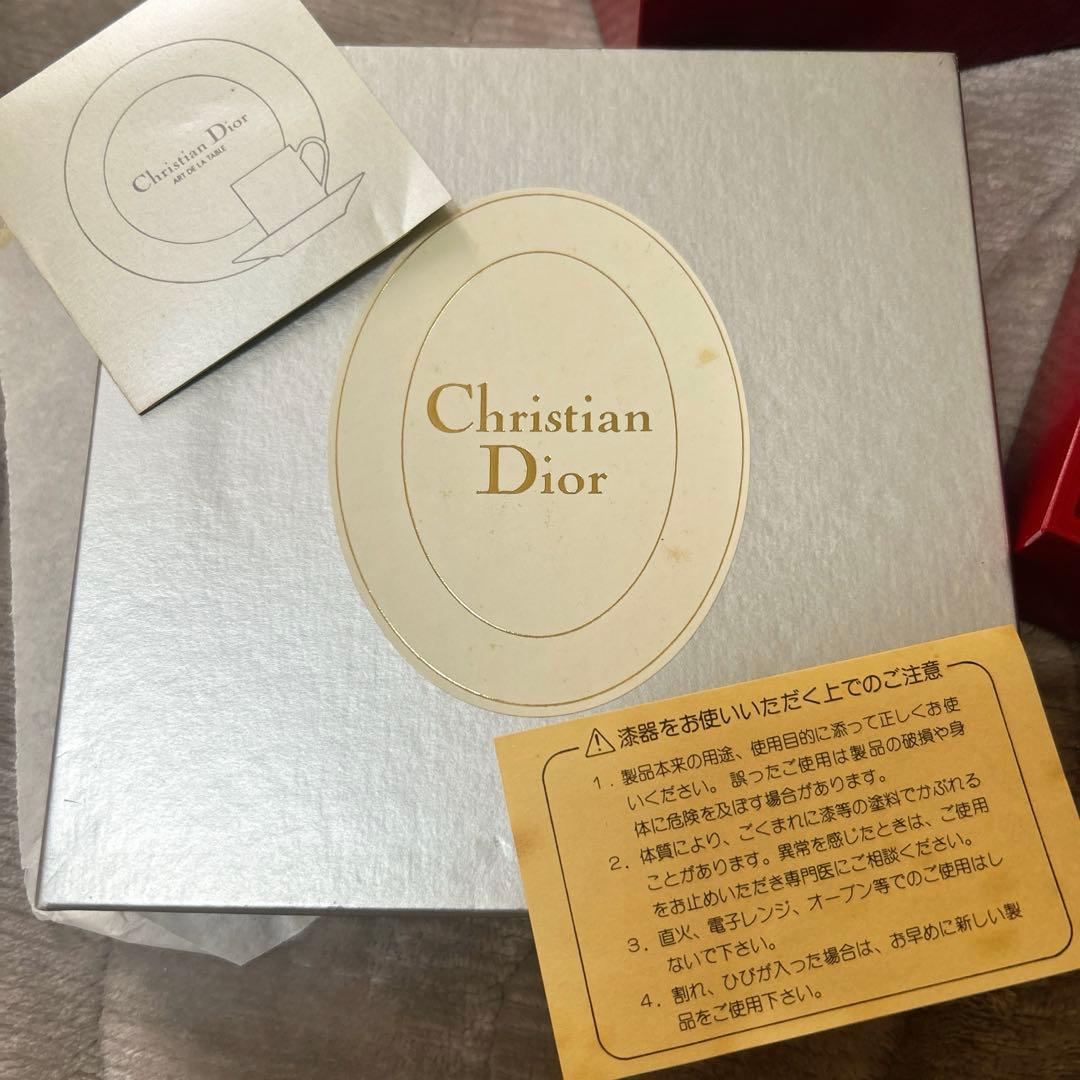 Christian Dior
ART DE LA TABLE
Christian
Dior
⚠漆器をお使いいただく上でのご注意
1. 製品本来の用途、使用目的に添って正しくお使
いください。誤ったご使用は製品の破損や身
体に危険を及ぼす場合があります。
2. 体質により、ごくまれに漆等の塗料でかぶれる
ことがあります。異常を感じたときは、ご使用
をお止めいただき専門医にご相談ください。
3. 直火、電子レンジ、オーブン等でのご使用はし
ないで下さい。
4. 割れ、ひびが入った場合は、お早めに新しい製
品をご使用下さい。